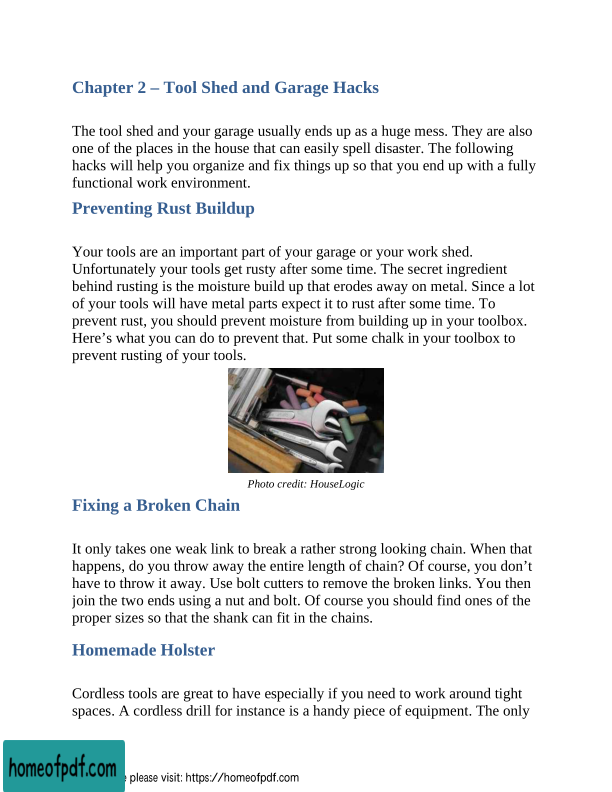 Chapter 2 – Tool Shed and Garage Hacks
The tool shed and your garage usually ends up as a huge mess. They are also
one of the places in the house that can easily spell disaster. The following
hacks will help you organize and fix things up so that you end up with a fully
functional work environment.
Preventing Rust Buildup
Your tools are an important part of your garage or your work shed.
Unfortunately your tools get rusty after some time. The secret ingredient
behind rusting is the moisture build up that erodes away on metal. Since a lot
of your tools will have metal parts expect it to rust after some time. To
prevent rust, you should prevent moisture from building up in your toolbox.
Here’s what you can do to prevent that. Put some chalk in your toolbox to
prevent rusting of your tools.
Photo credit: HouseLogic
Fixing a Broken Chain
It only takes one weak link to break a rather strong looking chain. When that
happens, do you throw away the entire length of chain? Of course, you don’t
have to throw it away. Use bolt cutters to remove the broken links. You then
join the two ends using a nut and bolt. Of course you should find ones of the
proper sizes so that the shank can fit in the chains.
Homemade Holster
Cordless tools are great to have especially if you need to work around tight
spaces. A cordless drill for instance is a handy piece of equipment. The only
homeofpdf.com
please visit: https://homeofpdf.com